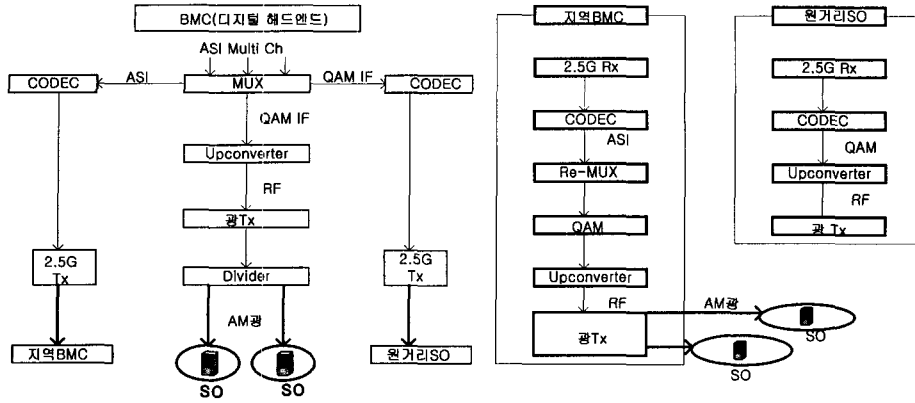 BMC(디지털 헤드엔드)
ASI Multi Ch
CODEC
ASI
MUX
QAM IF
CODEC
QAM IF
Upconverter
RF
광Tx
2.5G
Tx
Divider
2.5G
Tx
AM광
지역BMC
원거리SO
SO
SO
지역BMC
2.5G Rx
CODEC
ASI
Re-MUX
QAM
Upconverter
RF
AM광
광Tx
SO
SO
원거리SO
2.5G Rx
CODEC
QAM
Upconverter
RF
광 Tx